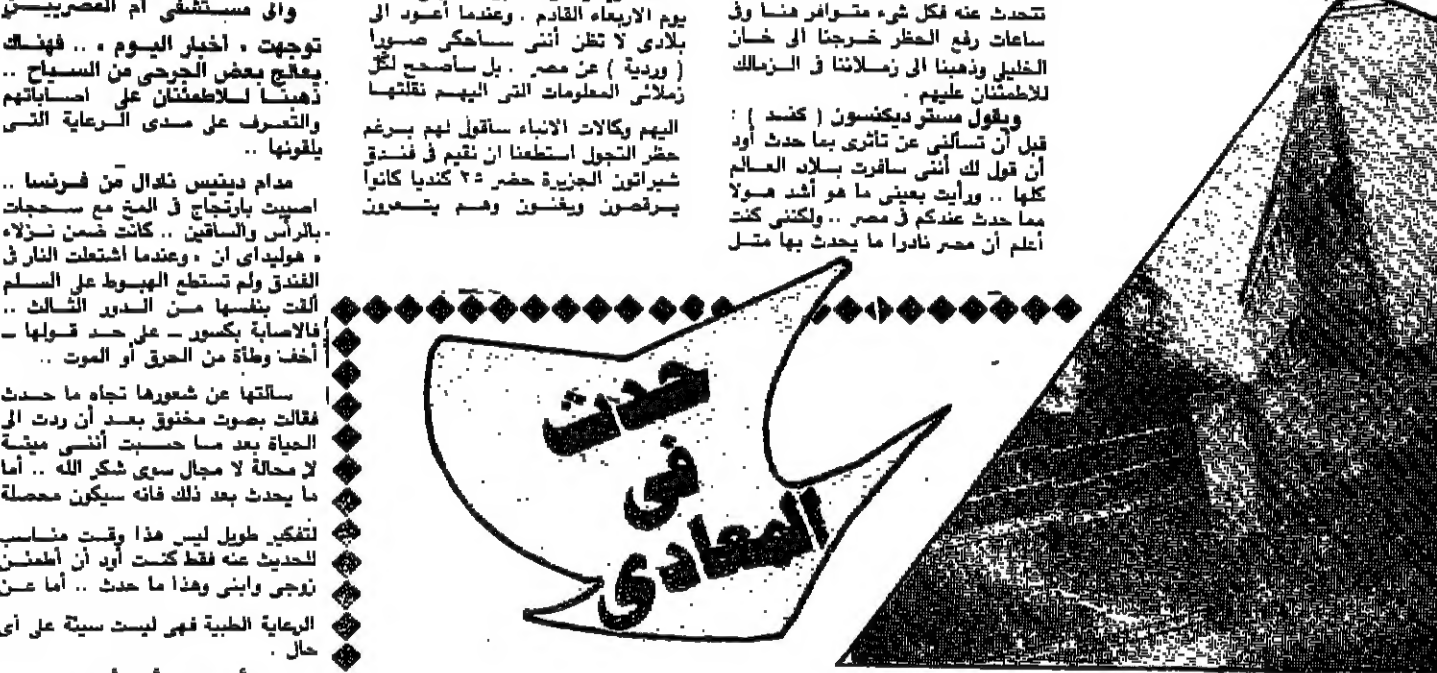 نتحدث عنه فكل شيء متوافر هنا وفى
ساعات رفع الحظر خرجنا الى خان
الخليلي وذهبنا الى زملائنا فى الزمالك
للاطمئنان عليهم .
ويقول مستر ديكنسون ( كندا ) :
قبل أن تسألنى عن تأثرى بما حدث أود
أن قول لك أننى سافرت بلاد العالم
كلها .. ورأيت بعينى ما هو أشد هولا
مما حدث عندكم فى مصر .. ولكننى كنت
أعلم أن مصر نادرا ما يحدث بها مثل
يوم الاربعاء القادم . وعندما أعود الى
بلادى لا تظن أننى سأحكى صورا
( وردية ) عن مصر . بل سأصحح لكل
زملائى المعلومات التى اليهم نقلتها
اليهم وكالات الانباء سأقول لهم برغم
حظر التجول استطعنا ان نقيم فى فندق
شيراتون الجزيرة حضر ٢٥ كنديا كانوا
يرقصون ويغنون وهم يشعرون
والى مستشفى أم المصريين
توجهت « أخبار اليوم » .. فهناك
يعالج بعض الجرحى من السياح ..
ذهبنا للاطمئنان على اصاباتهم
والتعرف على مدى الرعاية التى
يلقونها ..
مدام دينيس نادال من فرنسا ..
اصيبت بارتجاج فى المخ مع سحجات
بالرأس والساقين .. كانت ضمن نزلاء
« هوليداى ان » وعندما اشتعلت النار فى
الفندق ولم تستطع الهبوط على السلم
ألقت بنفسها من الدور الثالث ..
فالاصابة بكسور ــ على حد قولها ــ
أخف وطأة من الحرق أو الموت ..
سألتها عن شعورها تجاه ما حدث
فقالت بصوت مخنوق بعد أن ردت الى
الحياة بعد ما حسبت أننى ميتة
لا محالة لا مجال سوى شكر الله .. أما
ما يحدث بعد ذلك فانه سيكون محصلة
لتفكير طويل ليس هذا وقت مناسب
للحديث عنه فقط كنت أود أن أطمئن
زوجى وابنى وهذا ما حدث .. أما عن
الرعاية الطبية فهى ليست سيئة على أى
حال .
حدث
فى
المعادى